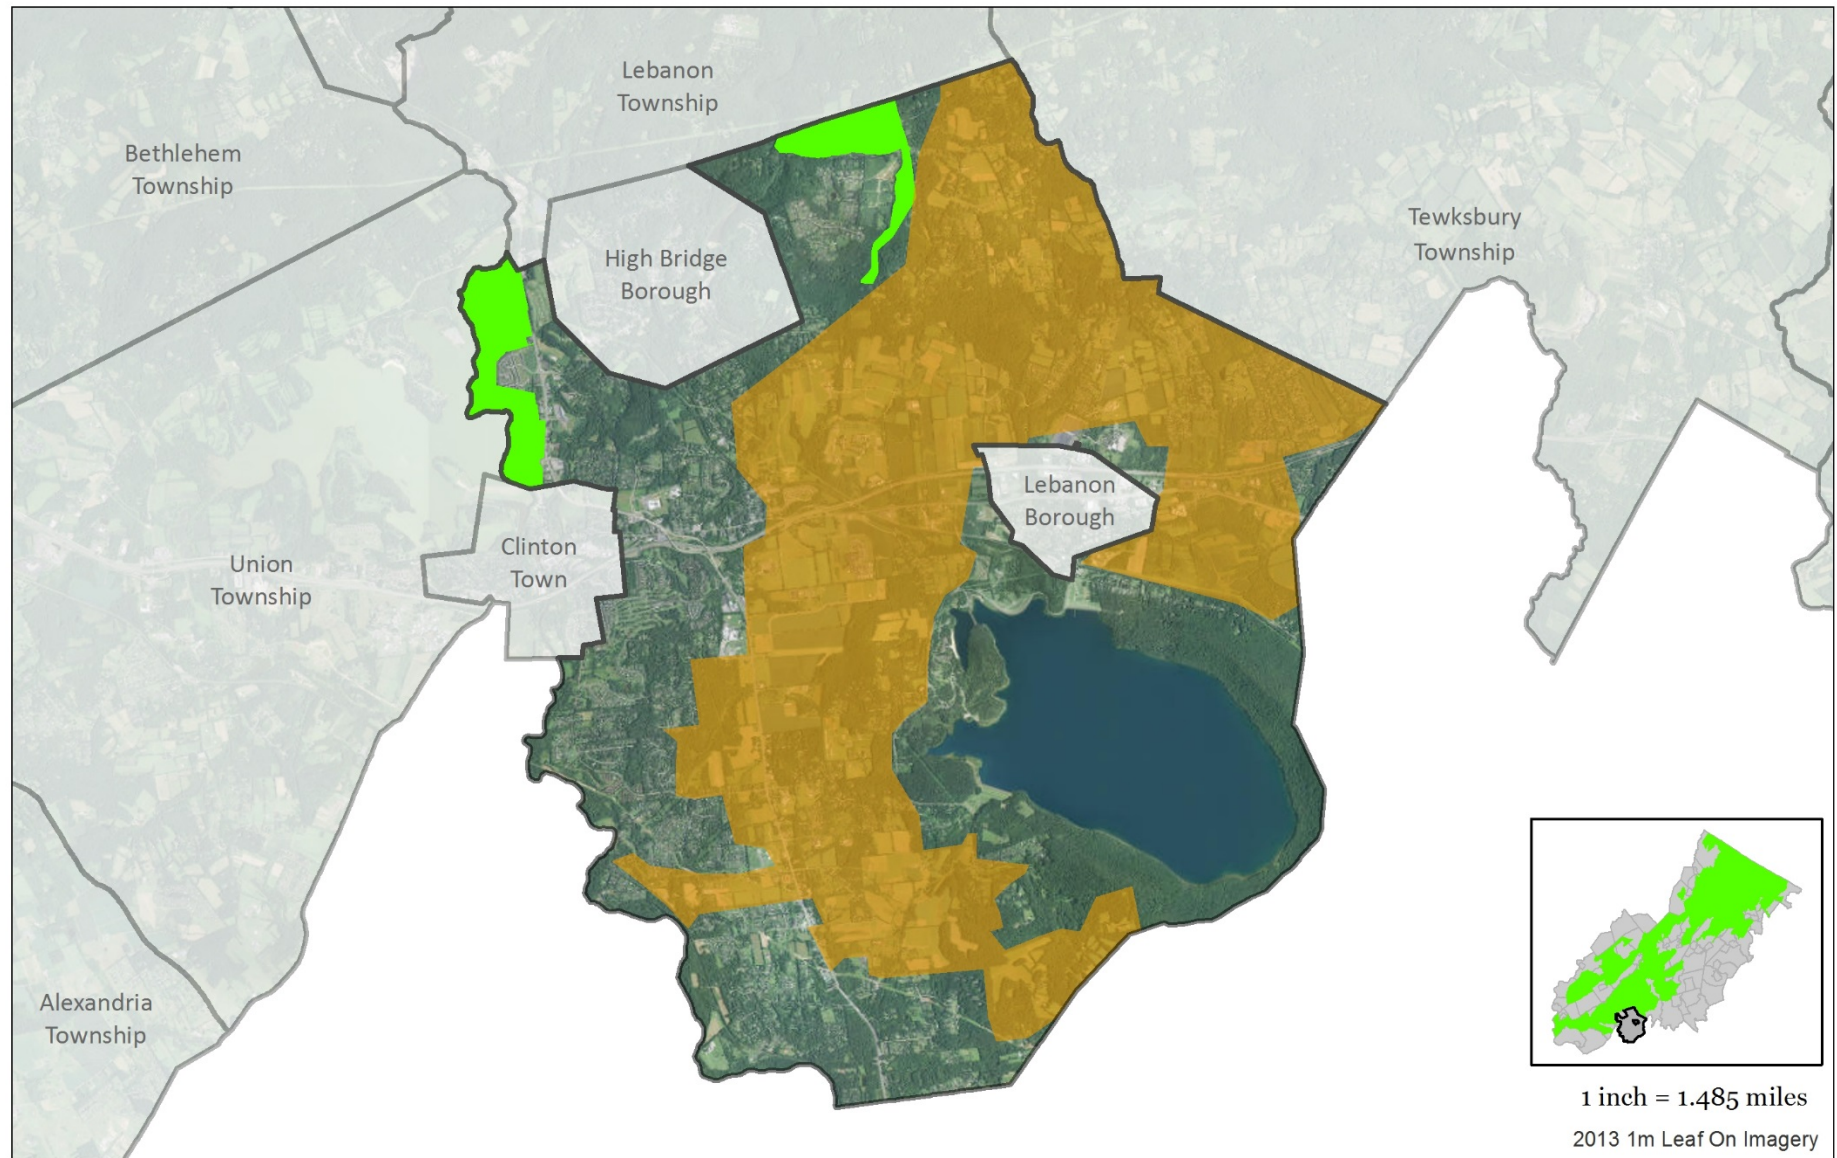 Lebanon
Township
Bethlehem
Township
Tewksbury
Township
High Bridge
Borough
Lebanon
Borough
Clinton
Town
Union
Township
Alexandria
Township
1 inch = 1.485 miles
2013 1m Leaf On Imagery